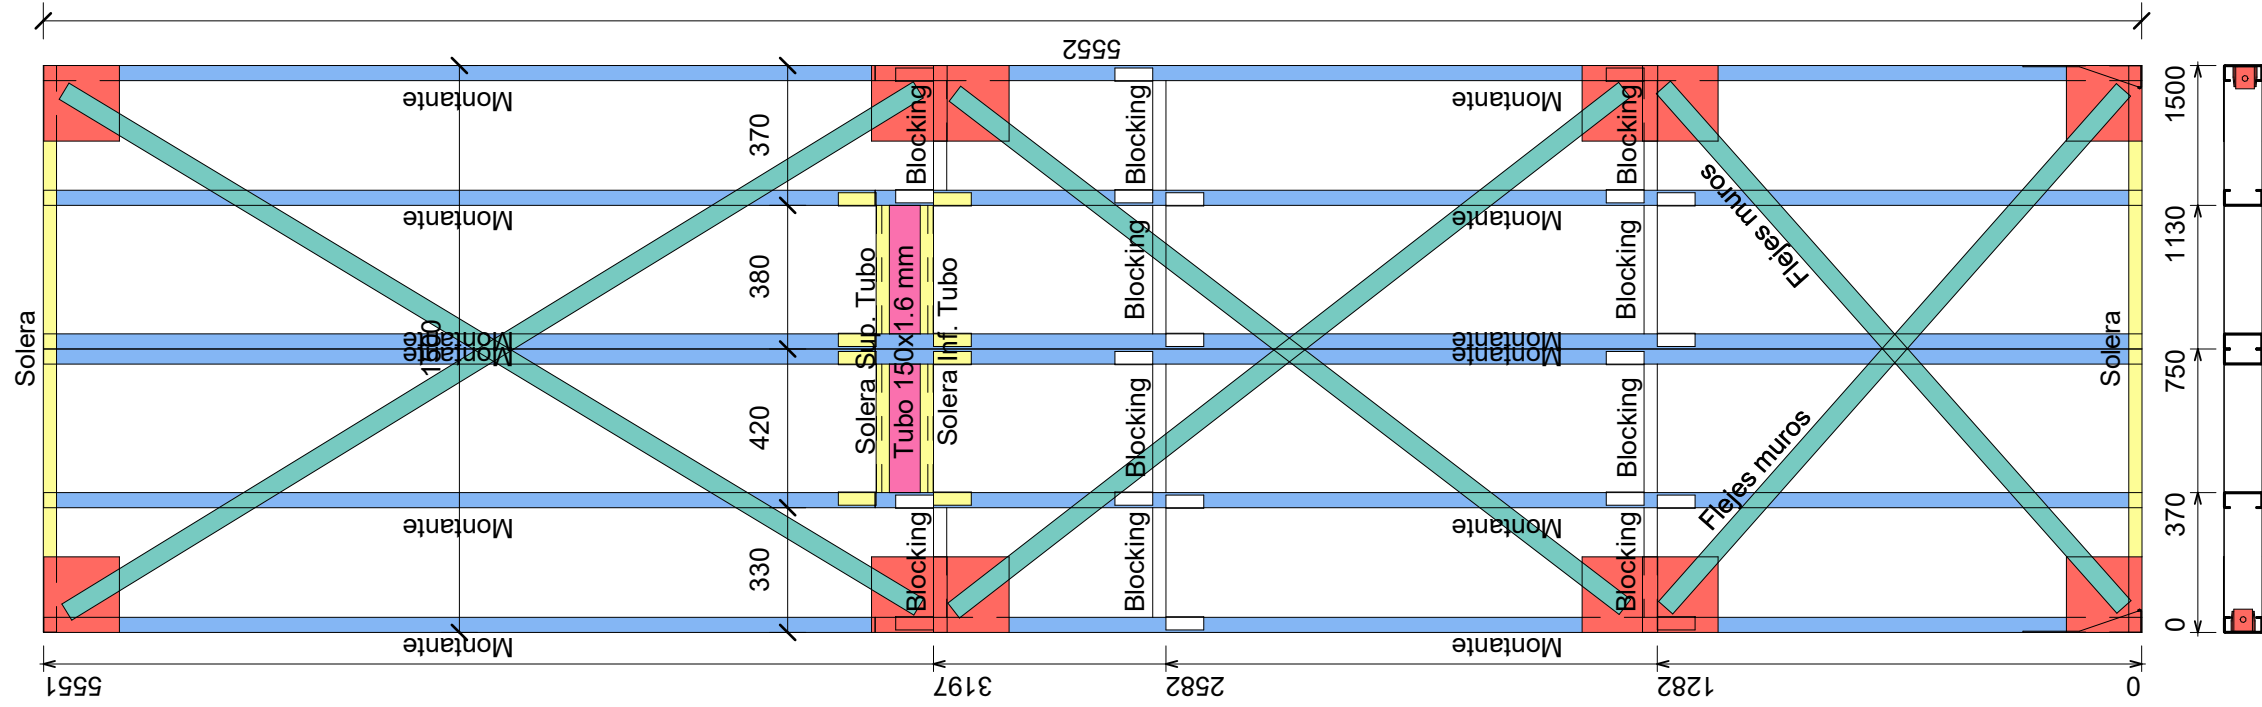 5552
Montante
Montante
370
Blocking
Blocking
Blocking
1500
Montante
Montante
Flejes muros
1130
380
Solera Sup. Tubo
Tubo 150x1.6 mm
Solera Inf. Tubo
Blocking
Blocking
Solera
1500
Montante
Montante
Montante
Montante
Solera
750
420
Blocking
Blocking
Flejes muros
370
Montante
Montante
330
Blocking
Blocking
Blocking
0
Montante
Montante
5551
3197
2582
1282
0